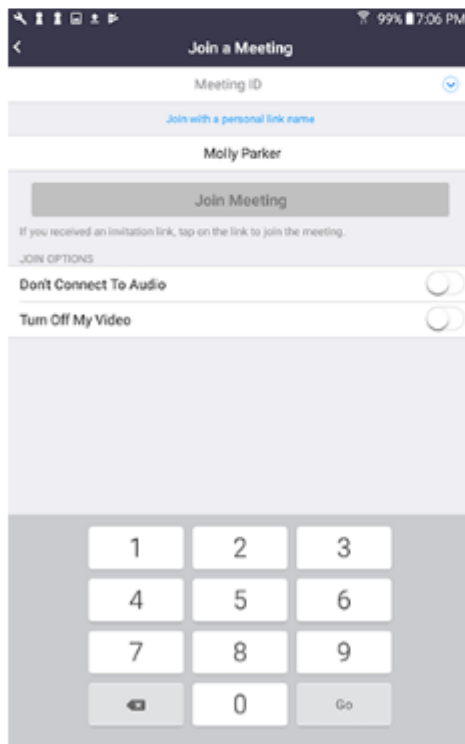 99% 7:06 PM
Join a Meeting
Meeting ID
Join with a personal link name
Molly Parker
Join Meeting
If you received an invitation link, tap on the link to join the meeting.
JOIN OPTIONS
Don't Connect To Audio
Turn Off My Video
1 2 3
4 5 6
7 8 9
0 Go